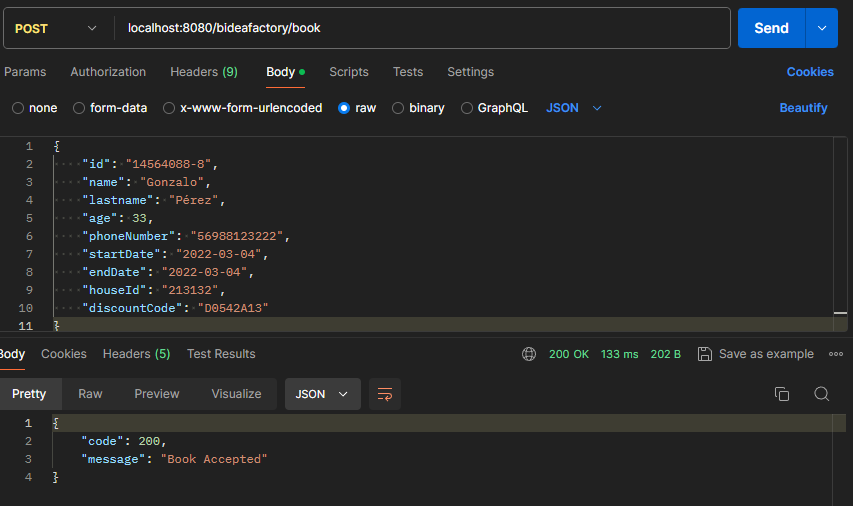 POST localhost:8080/bideafactory/book Send
Params Authorization Headers (9) Body Scripts Tests Settings Cookies
none form-data x-www-form-urlencoded raw binary GraphQL JSON Beautify
1 {
2 "id": "14564088-8",
3 "name": "Gonzalo",
4 "lastname": "Pérez",
5 "age": 33,
6 "phoneNumber": "56988123222",
7 "startDate": "2022-03-04",
8 "endDate": "2022-03-04",
9 "houseId": "213132",
10 "discountCode": "D0542A13"
11 }
Body Cookies Headers (5) Test Results 200 OK 133 ms 202 B Save as example
Pretty Raw Preview Visualize JSON
1 {
2 "code": 200,
3 "message": "Book Accepted"
4 }